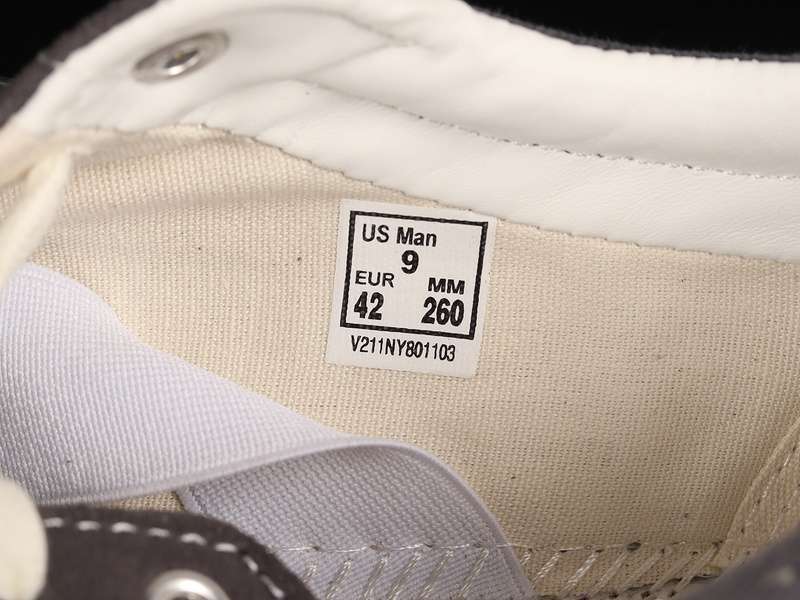 US Man
9
EUR MM
42 260
V211NY801103